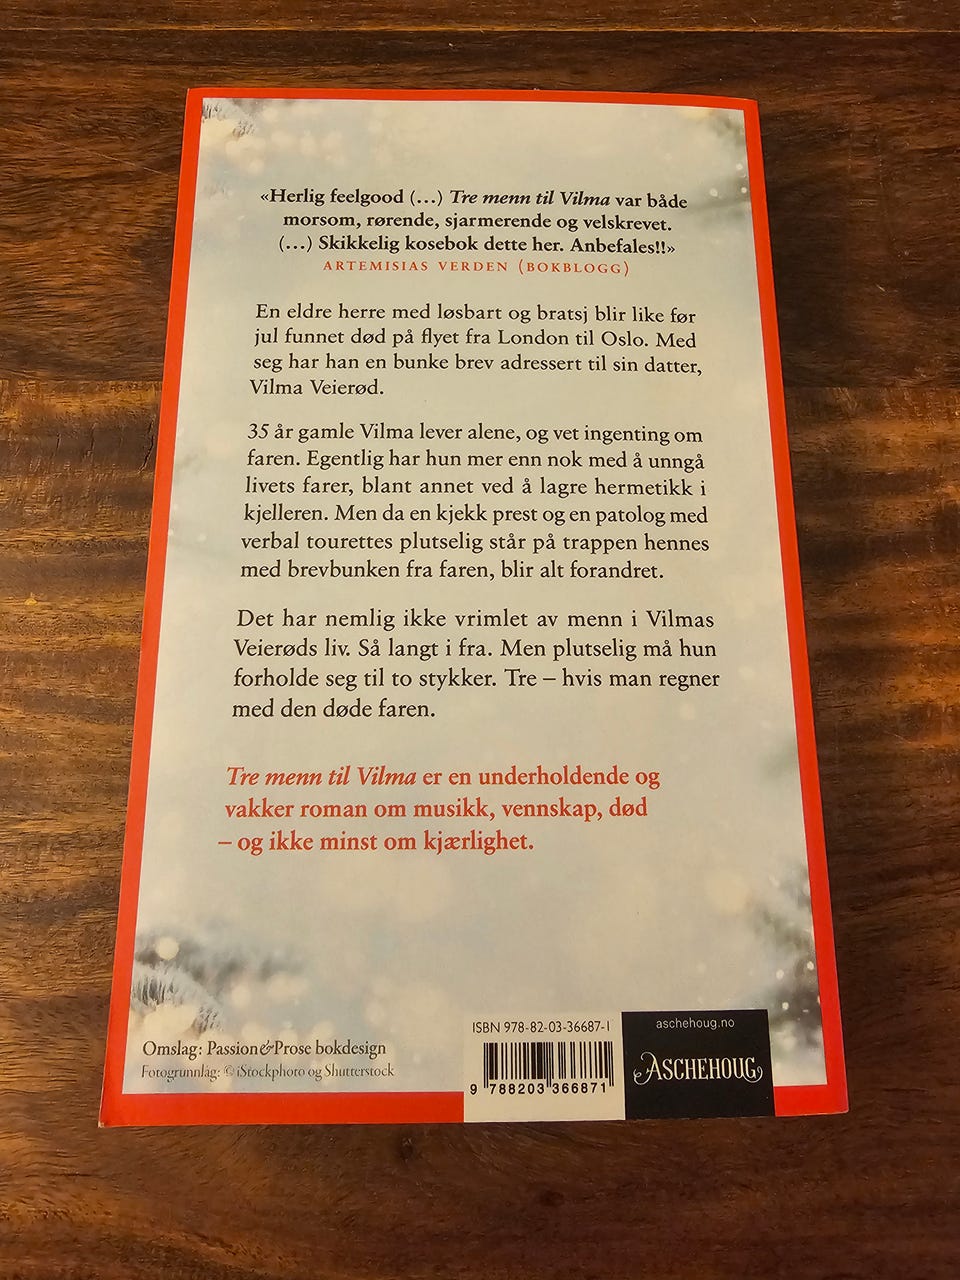 «Herlig feelgood (…) Tre menn til Vilma var både
morsom, rørende, sjarmerende og velskrevet.
(…) Skikkelig kosebok dette her. Anbefales!!»
ARTEMISIAS VERDEN (BOKBLOGG)
En eldre herre med løsbart og bratsj blir like før
jul funnet død på flyet fra London til Oslo. Med
seg har han en bunke brev adressert til sin datter,
Vilma Veierød.
35 år gamle Vilma lever alene, og vet ingenting om
faren. Egentlig har hun mer enn nok med å unngå
livets farer, blant annet ved å lagre hermetikk i
kjelleren. Men da en kjekk prest og en patolog med
verbal tourettes plutselig står på trappen hennes
med brevbunken fra faren, blir alt forandret.
Det har nemlig ikke vrimlet av menn i Vilmas
Veierøds liv. Så langt i fra. Men plutselig må hun
forholde seg til to stykker. Tre – hvis man regner
med den døde faren.
Tre menn til Vilma er en underholdende og
vakker roman om musikk, vennskap, død
– og ikke minst om kjærlighet.
Omslag: Passion&Prose bokdesign
Fotogrunnlag: © iStockphoto og Shutterstock
ISBN 978-82-03-36687-1
9 788203 366871
aschehoug.no
ASCHEHOUG